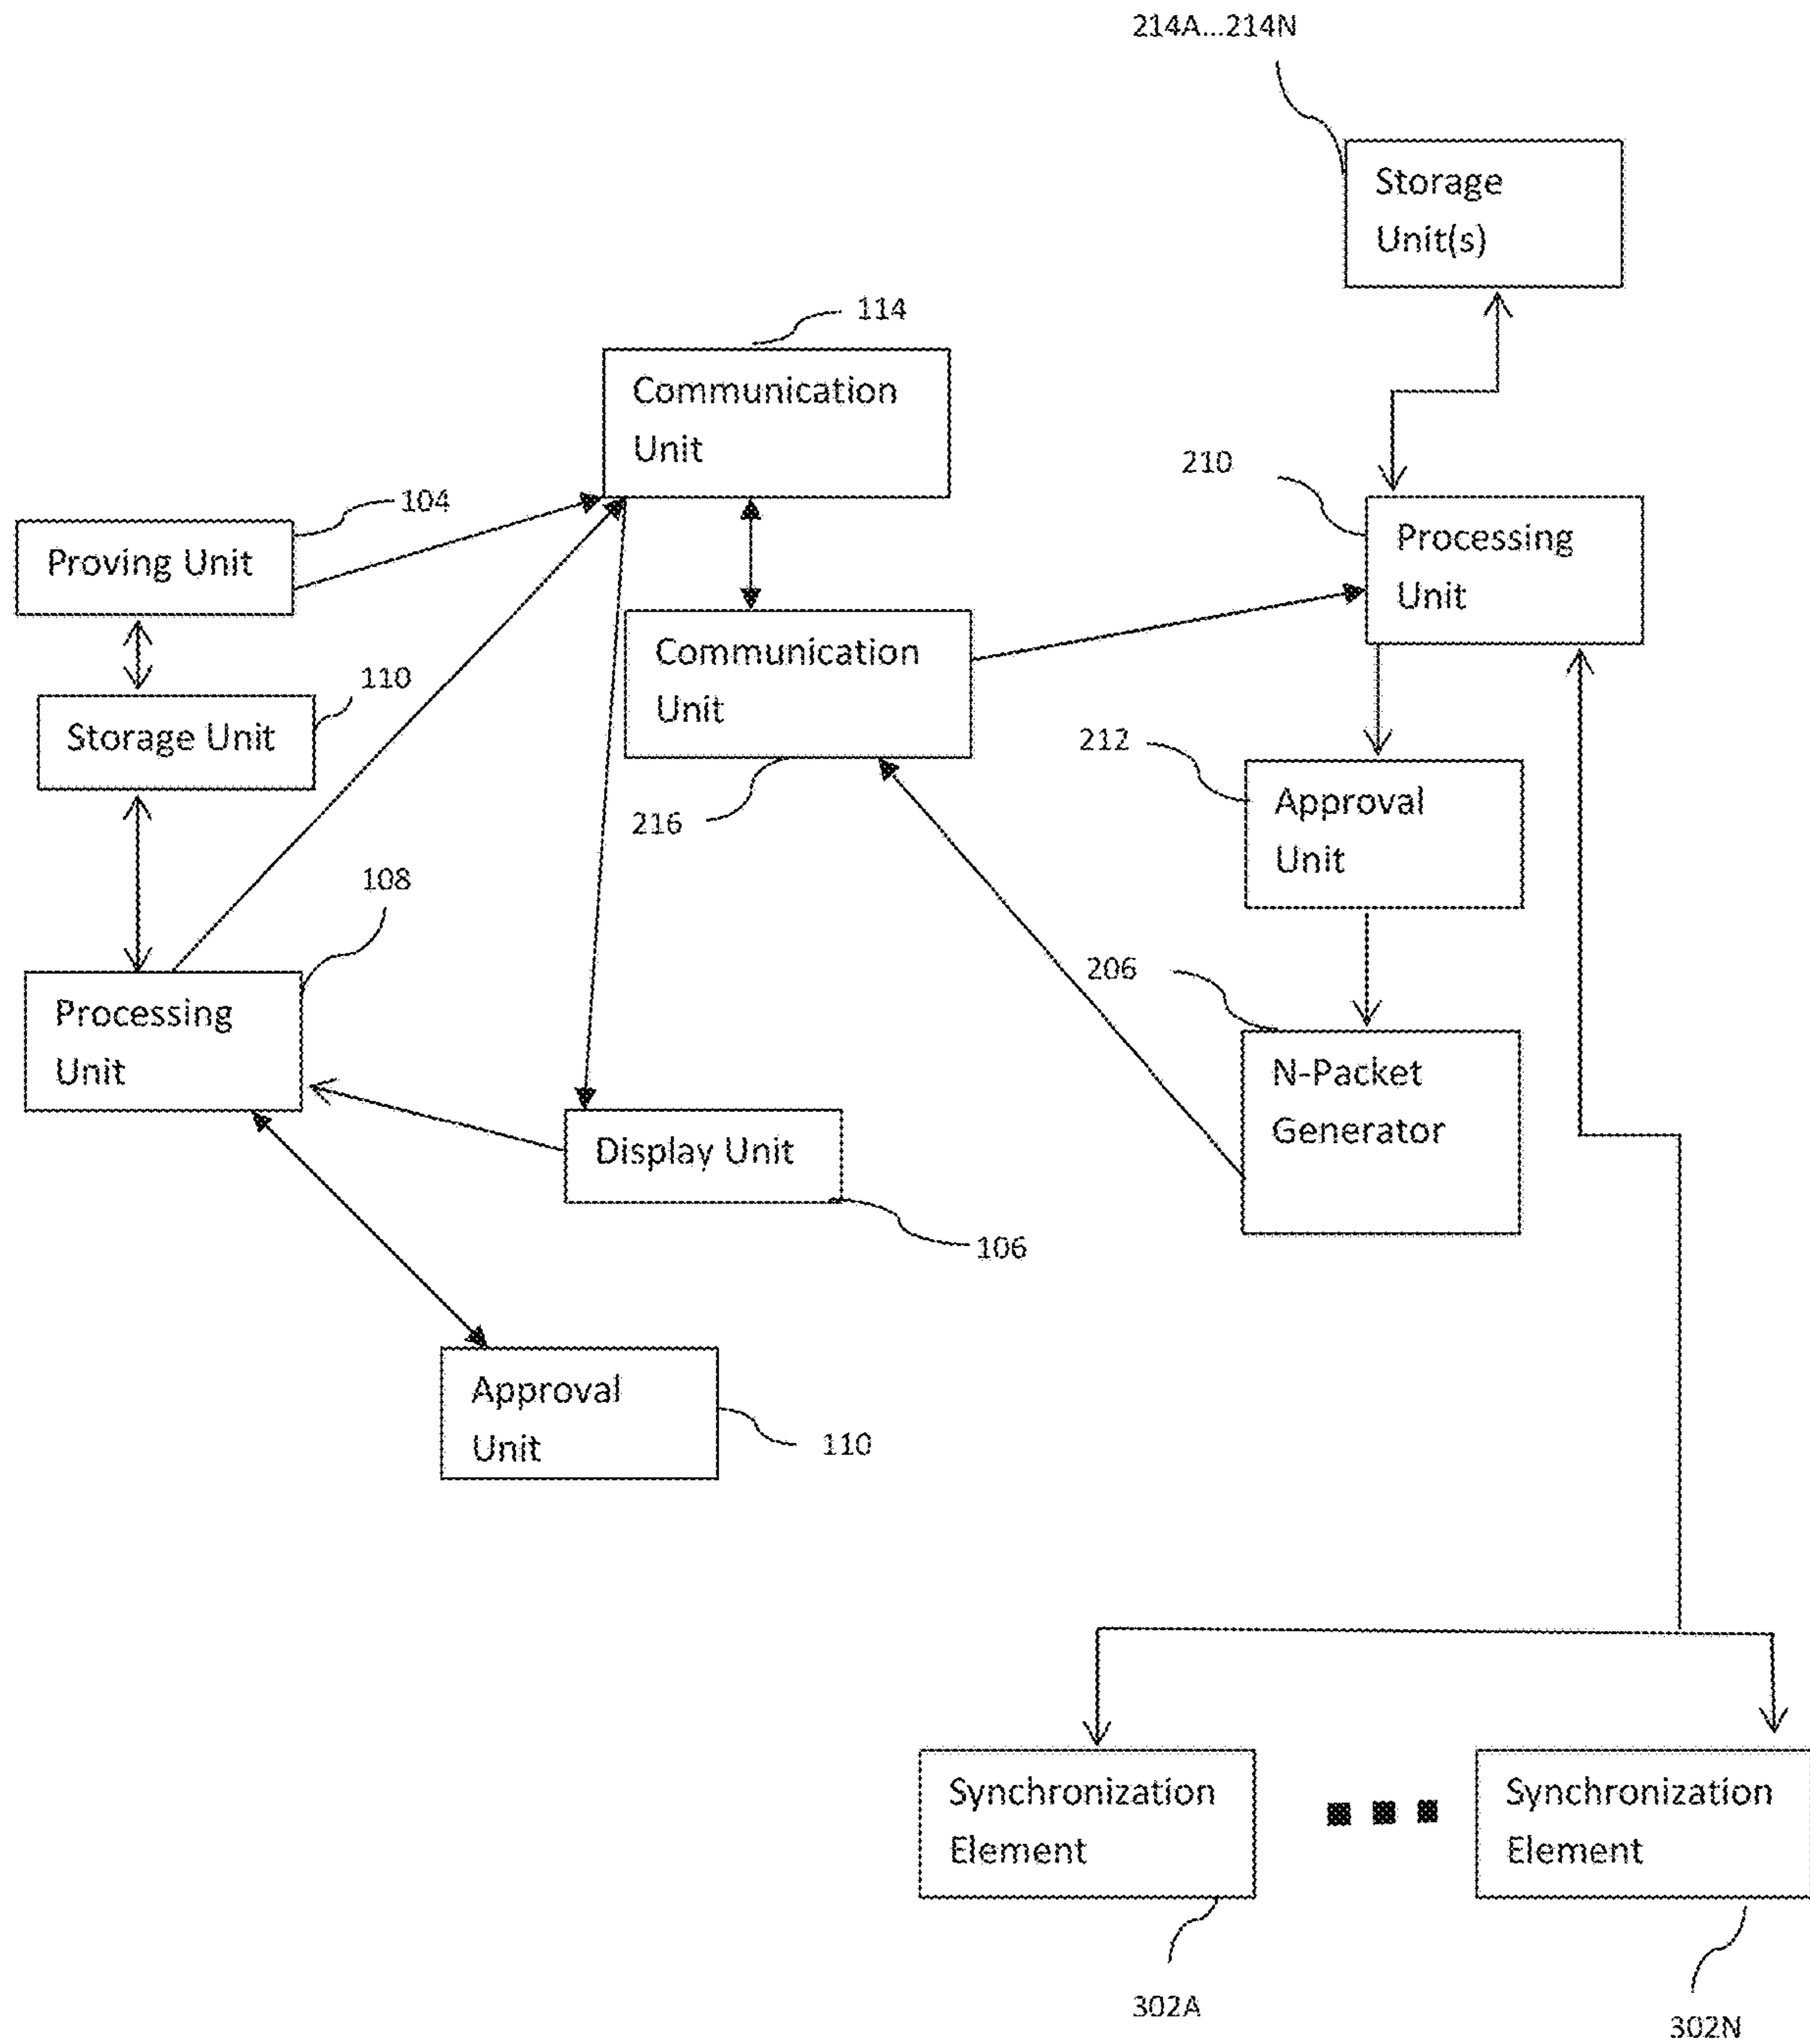 214A...214N
Storage
Unit(s)
114
Communication
Unit
210
Processing
Unit
104
Proving Unit
Communication
Unit
110
Storage Unit
212
216
Approval
Unit
108
206
Processing
Unit
N-Packet
Generator
Display Unit
106
Approval
Unit
110
Synchronization
Element
Synchronization
Element
302A
302N